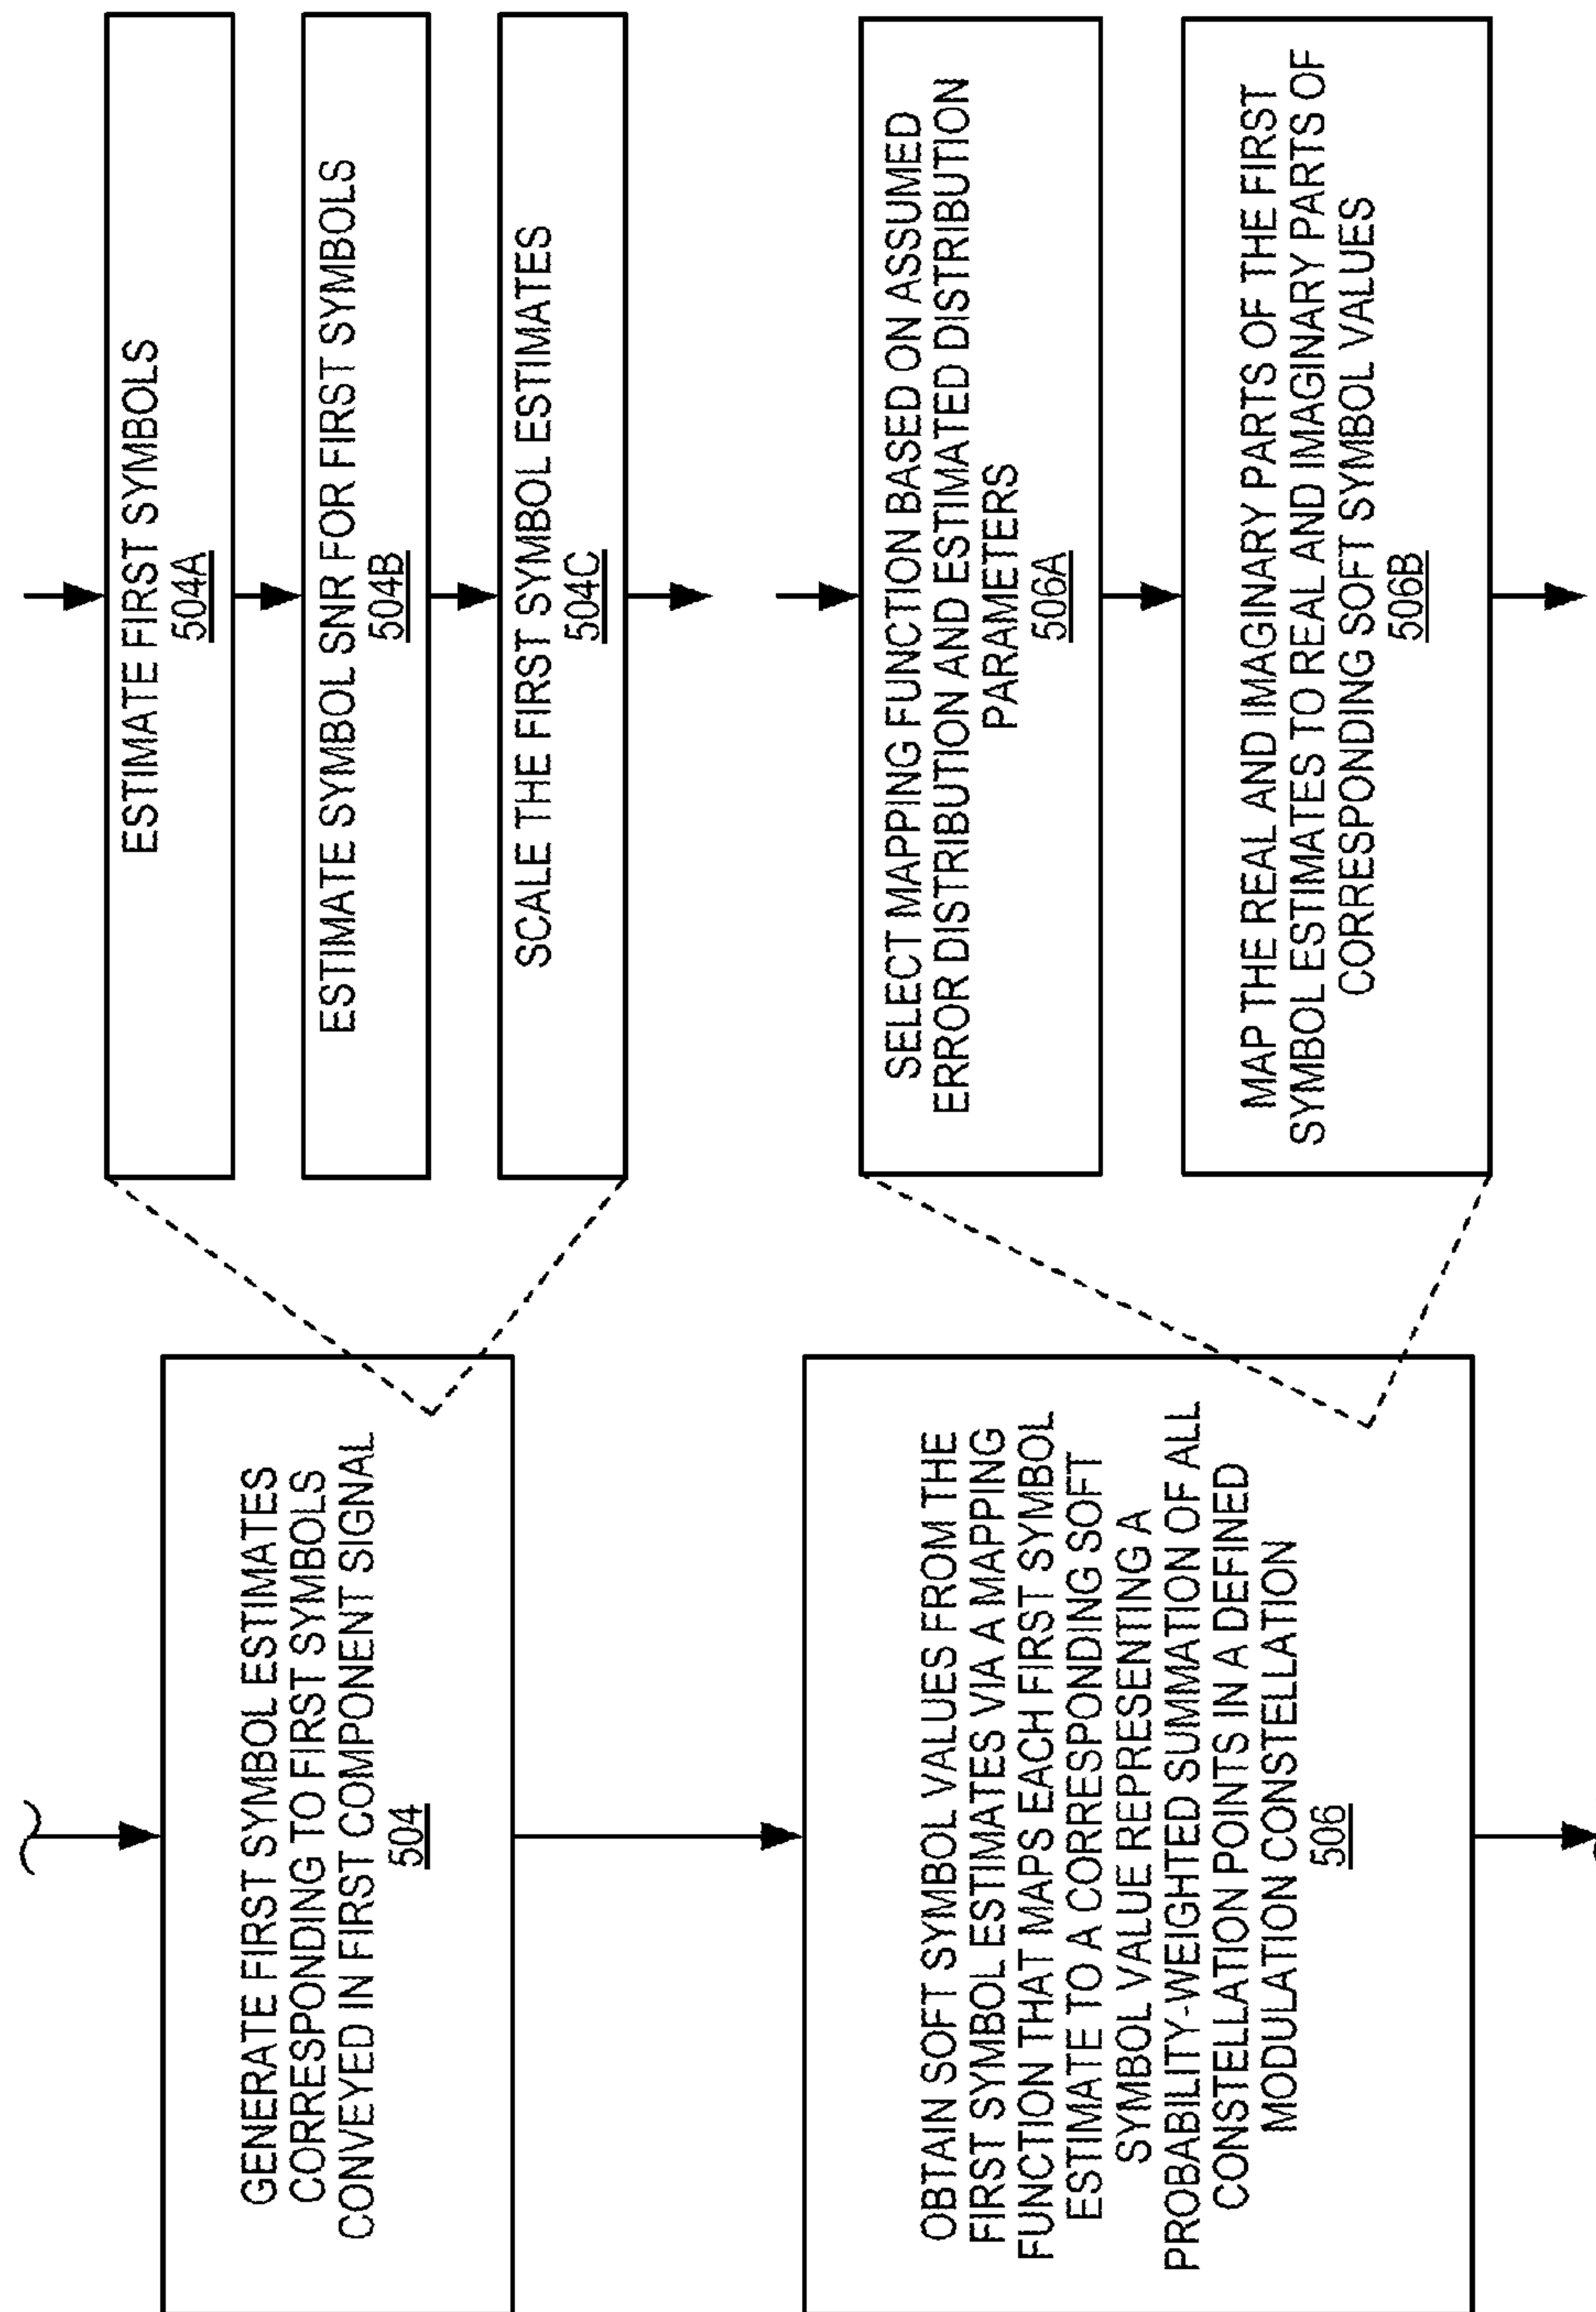 GENERATE FIRST SYMBOL ESTIMATES
CORRESPONDING TO FIRST SYMBOLS
CONVEYED IN FIRST COMPONENT SIGNAL
504
OBTAIN SOFT SYMBOL VALUES FROM THE
FIRST SYMBOL ESTIMATES VIA A MAPPING
FUNCTION THAT MAPS EACH FIRST SYMBOL
ESTIMATE TO A CORRESPONDING SOFT
SYMBOL VALUE REPRESENTING A
PROBABILITY-WEIGHTED SUMMATION OF ALL
CONSTELLATION POINTS IN A DEFINED
MODULATION CONSTELLATION
506
ESTIMATE FIRST SYMBOLS
504A
ESTIMATE SYMBOL SNR FOR FIRST SYMBOLS
504B
SCALE THE FIRST SYMBOL ESTIMATES
504C
SELECT MAPPING FUNCTION BASED ON ASSUMED
ERROR DISTRIBUTION AND ESTIMATED DISTRIBUTION
PARAMETERS
506A
MAP THE REAL AND IMAGINARY PARTS OF THE FIRST
SYMBOL ESTIMATES TO REAL AND IMAGINARY PARTS OF
CORRESPONDING SOFT SYMBOL VALUES
506B